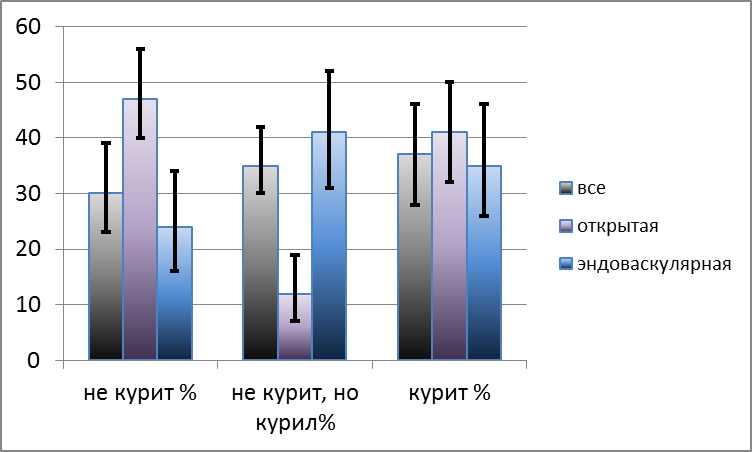 60
50
40
30
20
10
0
не курит %
не курит, но
курил%
курит %
все
открытая
эндоваскулярная